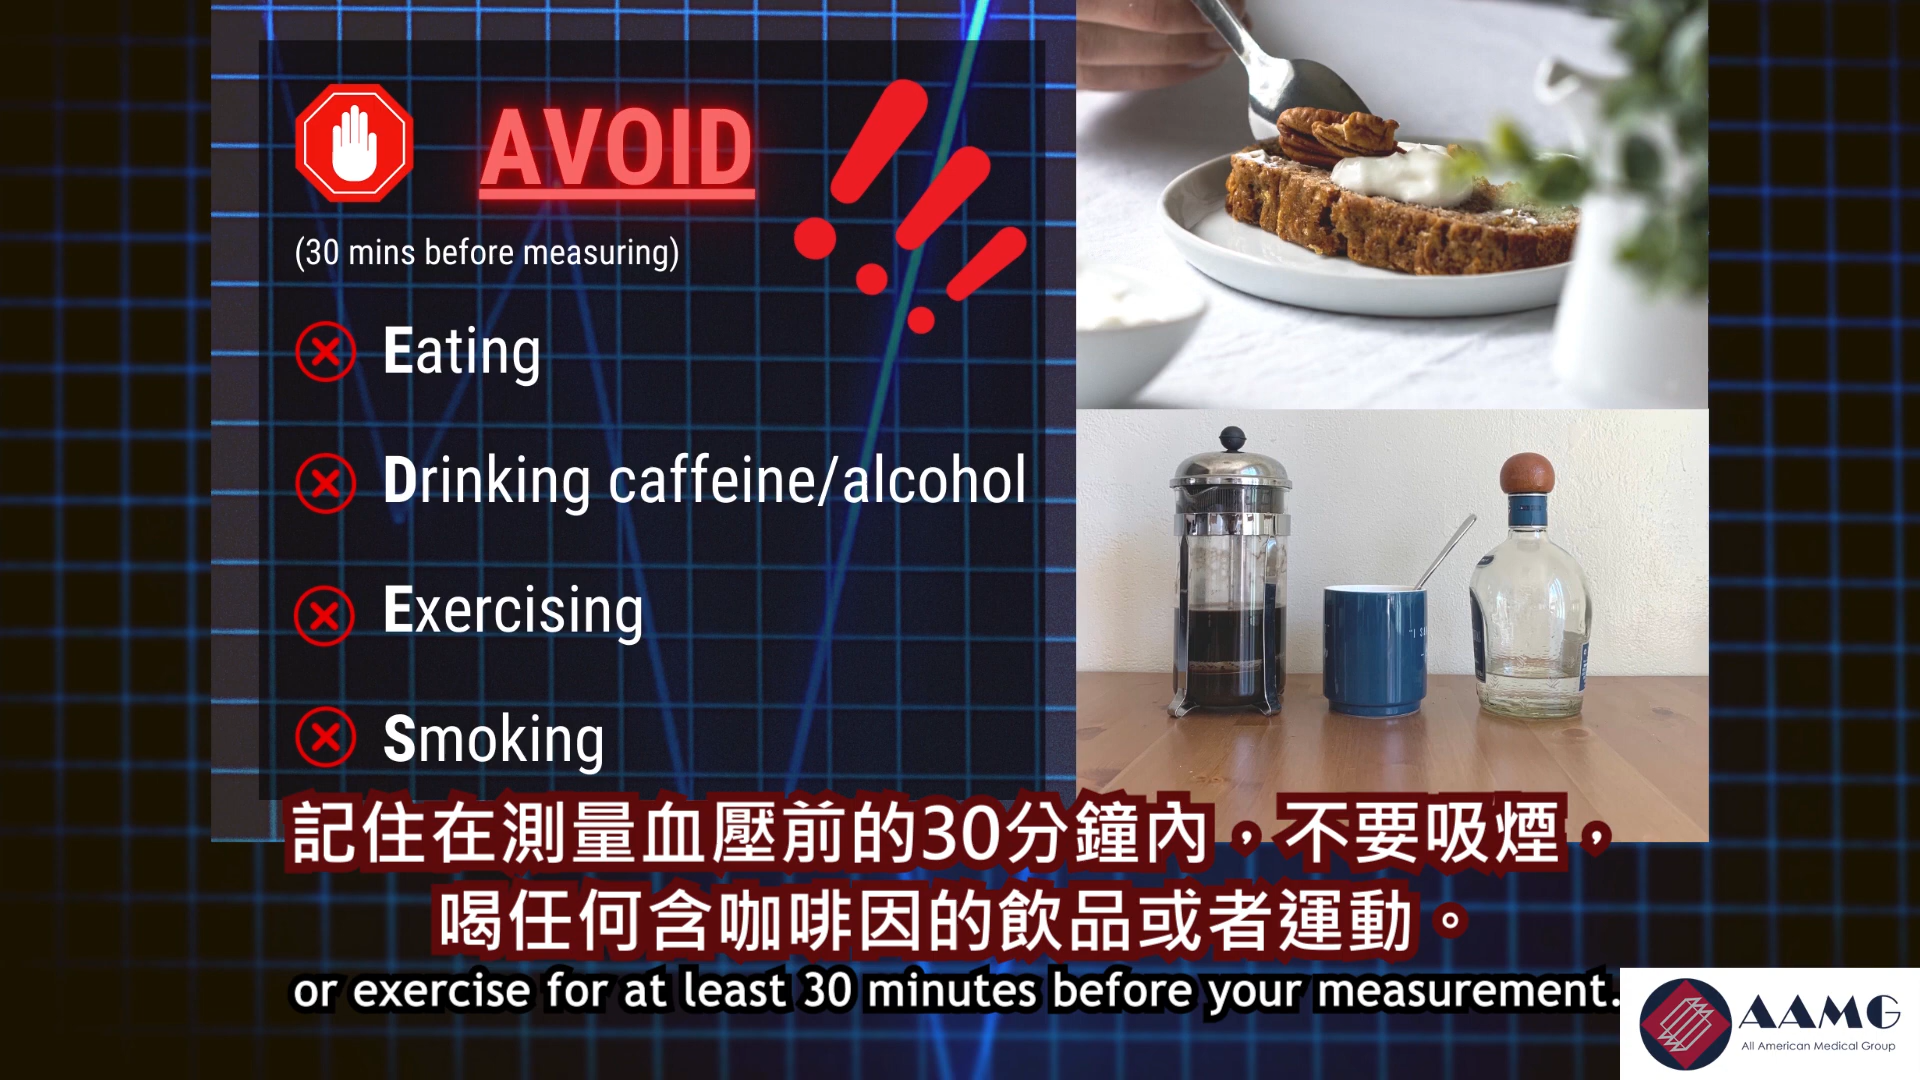 AVOID
(30 mins before measuring)
Eating
Drinking caffeine/alcohol
Exercising
Smoking
記住在測量血壓前的30分鐘內，不要吸煙，
喝任何含咖啡因的飲品或者運動。
or exercise for at least 30 minutes before your measurement.
AAMG
All American Medical Group